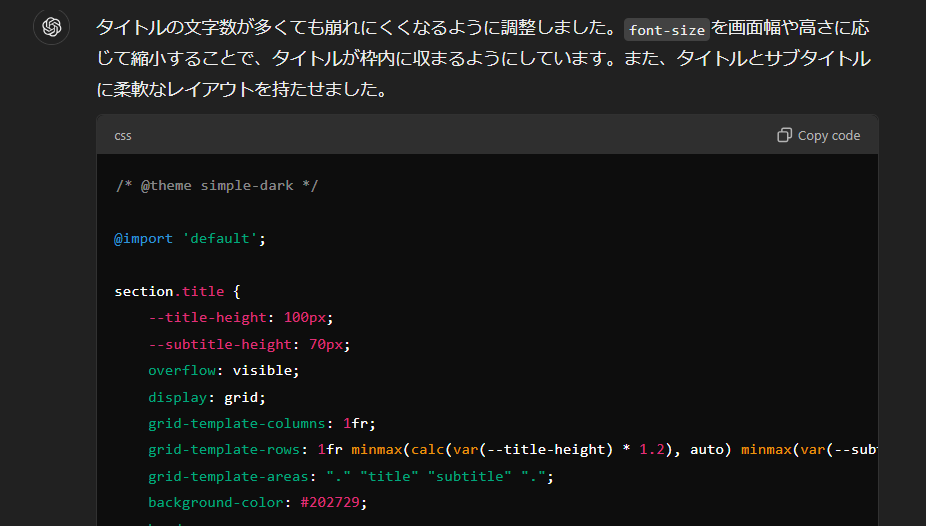 タイトルの文字数が多くても崩れにくくなるように調整しました。font-sizeを画面幅や高さに応
じて縮小することで、タイトルが枠内に収まるようにしています。また、タイトルとサブタイトル
に柔軟なレイアウトを持たせました。
css Copy code
/* @theme simple-dark */
@import 'default';
section.title {
--title-height: 100px;
--subtitle-height: 70px;
overflow: visible;
display: grid;
grid-template-columns: 1fr;
grid-template-rows: 1fr minmax(calc(var(--title-height) * 1.2), auto) minmax(var(--sub
grid-template-areas: "." "title" "subtitle" ".";
background-color: #202729;